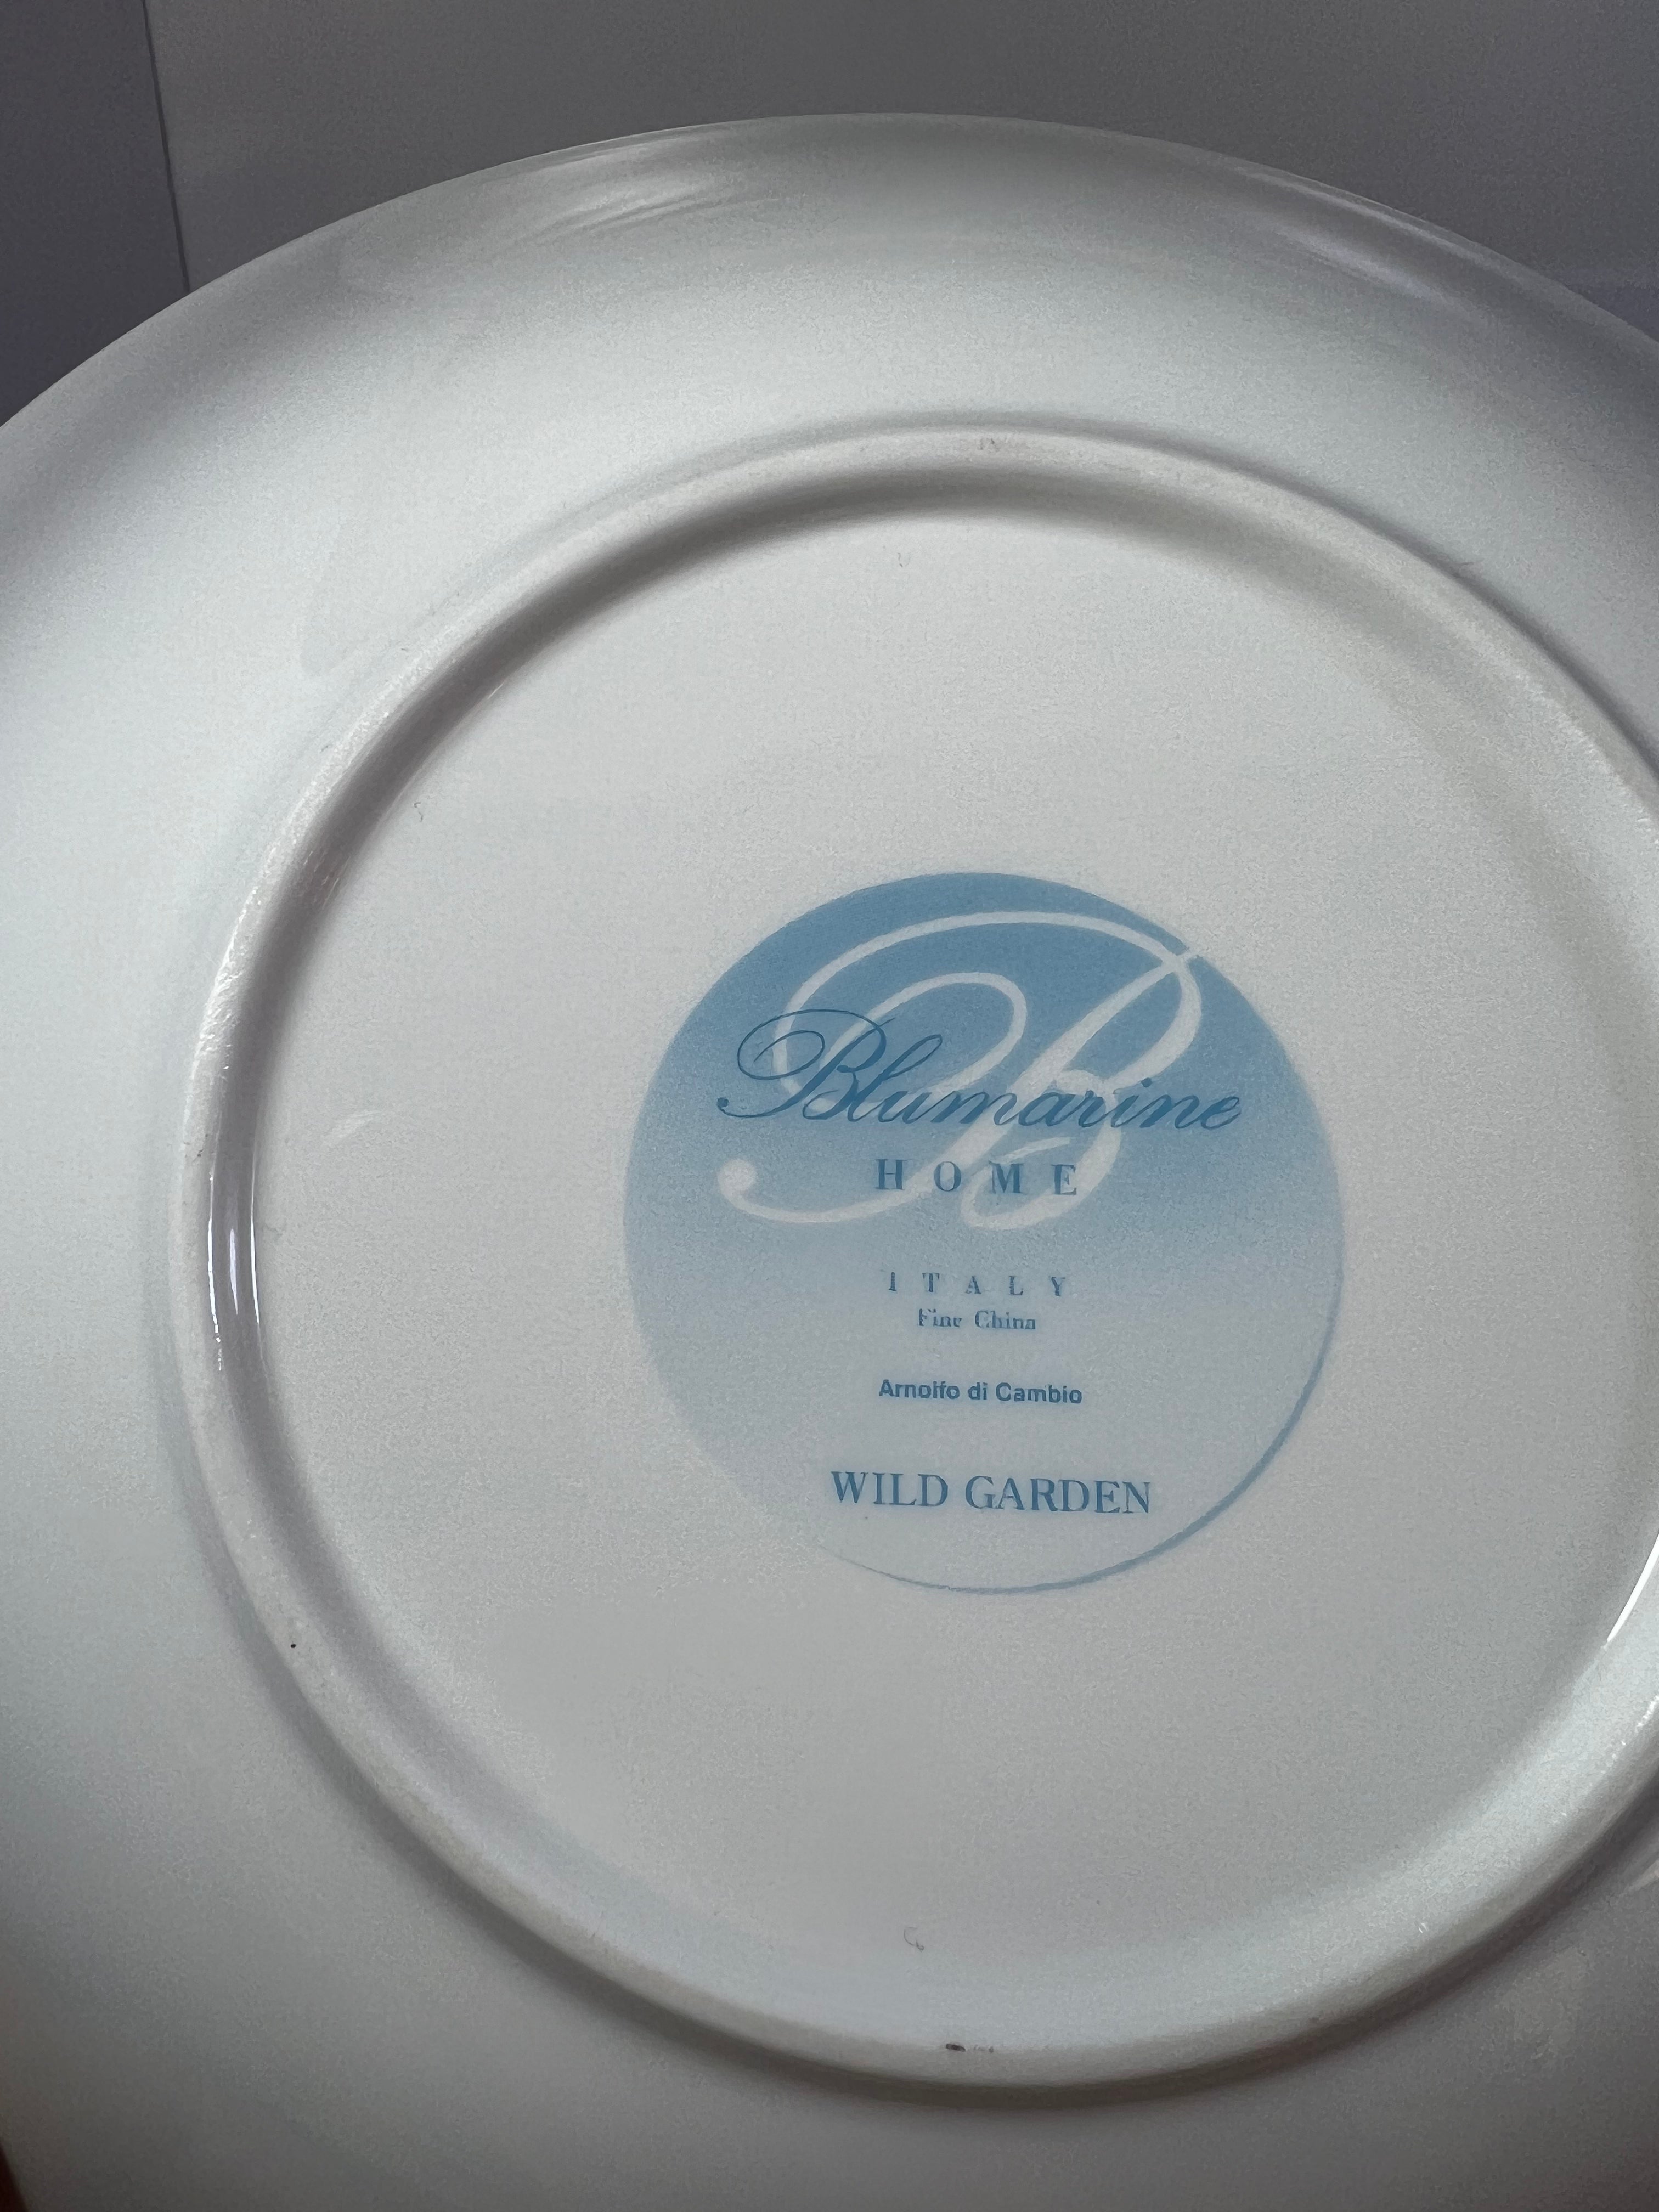 B
Blumarine
HOME
ITALY
Fine China
Arnolfo di Cambio
WILD GARDEN